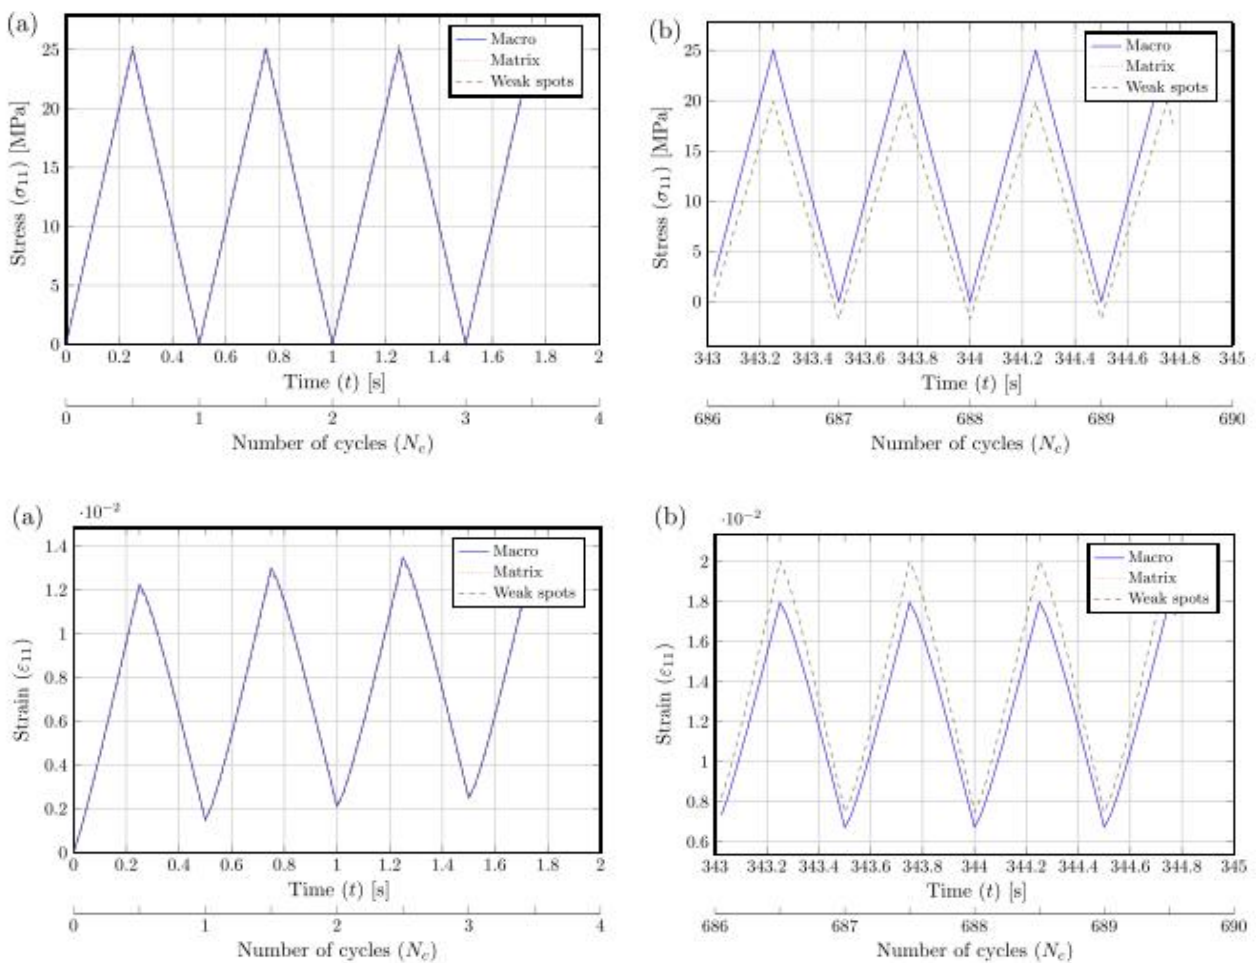 (a)
Macro
Matrix
Weak spots
Stress (σ₁₁) [MPa]
25
20
15
10
5
0
0 0.2 0.4 0.6 0.8 1 1.2 1.4 1.6 1.8 2
Time (t) [s]
0 1 2 3 4
Number of cycles (N_c)
(b)
Macro
Matrix
Weak spots
Stress (σ₁₁) [MPa]
25
20
15
10
5
0
343 343.2 343.4 343.6 343.8 344 344.2 344.4 344.6 344.8 345
Time (t) [s]
686 687 688 689 690
Number of cycles (N_c)
(a)
·10⁻²
Macro
Matrix
Weak spots
Strain (ε₁₁)
1.4
1.2
1
0.8
0.6
0.4
0.2
0
0 0.2 0.4 0.6 0.8 1 1.2 1.4 1.6 1.8 2
Time (t) [s]
0 1 2 3 4
Number of cycles (N_c)
(b)
·10⁻²
Macro
Matrix
Weak spots
Strain (ε₁₁)
2
1.8
1.6
1.4
1.2
1
0.8
0.6
343 343.2 343.4 343.6 343.8 344 344.2 344.4 344.6 344.8 345
Time (t) [s]
686 687 688 689 690
Number of cycles (N_c)